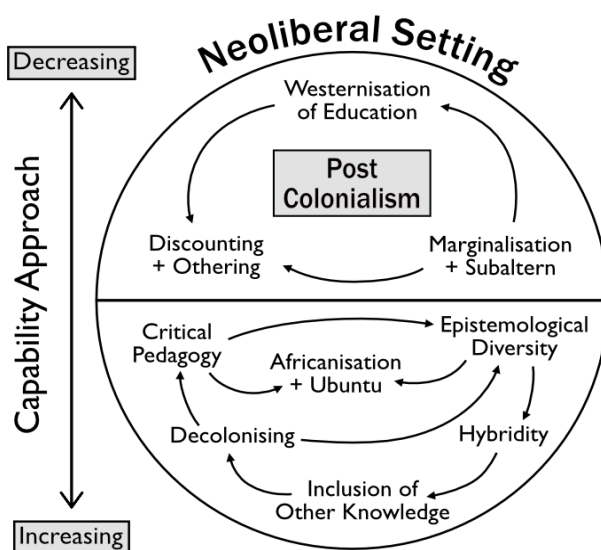 Neoliberal Setting
Decreasing
Westernisation
of Education
Post
Colonialism
Discounting
+ Othering
Marginalisation
+ Subaltern
Capability Approach
Critical
Pedagogy
Epistemological
Diversity
Africanisation
+ Ubuntu
Decolonising
Hybridity
Inclusion of
Other Knowledge
Increasing